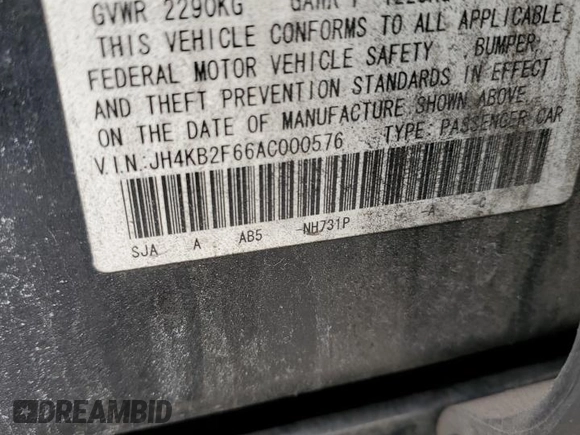 GVWR 2290KG GAWR F
THIS VEHICLE CONFORMS TO ALL APPLICABLE
FEDERAL MOTOR VEHICLE SAFETY BUMPER,
AND THEFT PREVENTION STANDARDS IN EFFECT
ON THE DATE OF MANUFACTURE SHOWN ABOVE.
V.I.N:JH4KB2F66AC000576 TYPE: PASSENGER CAR
SJA A AB5 -NH731P -A -C
DREAMBID